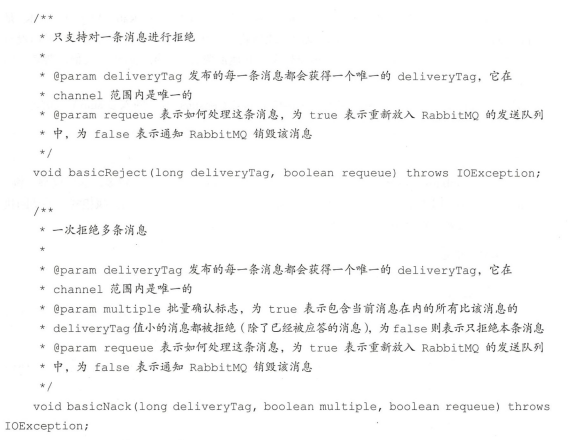 /**
* 只支持对一条消息进行拒绝
*
* @param deliveryTag 发布的每一条消息都会获得一个唯一的 deliveryTag，它在
* channel 范围内是唯一的
* @param requeue 表示如何处理这条消息，为 true 表示重新放入 RabbitMQ 的发送队列
* 中，为 false 表示通知 RabbitMQ 销毁该消息
*/
void basicReject(long deliveryTag, boolean requeue) throws IOException;
/**
* 一次拒绝多条消息
*
* @param deliveryTag 发布的每一条消息都会获得一个唯一的 deliveryTag，它在
* channel 范围内是唯一的
* @param multiple 批量确认标志，为 true 表示包含当前消息在内的所有比该消息的
* deliveryTag 值小的消息都被拒绝（除了已经被应答的消息），为 false 则表示只拒绝本条消息
* @param requeue 表示如何处理这条消息，为 true 表示重新放入 RabbitMQ 的发送队列
* 中，为 false 表示通知 RabbitMQ 销毁该消息
*/
void basicNack(long deliveryTag, boolean multiple, boolean requeue) throws
IOException;